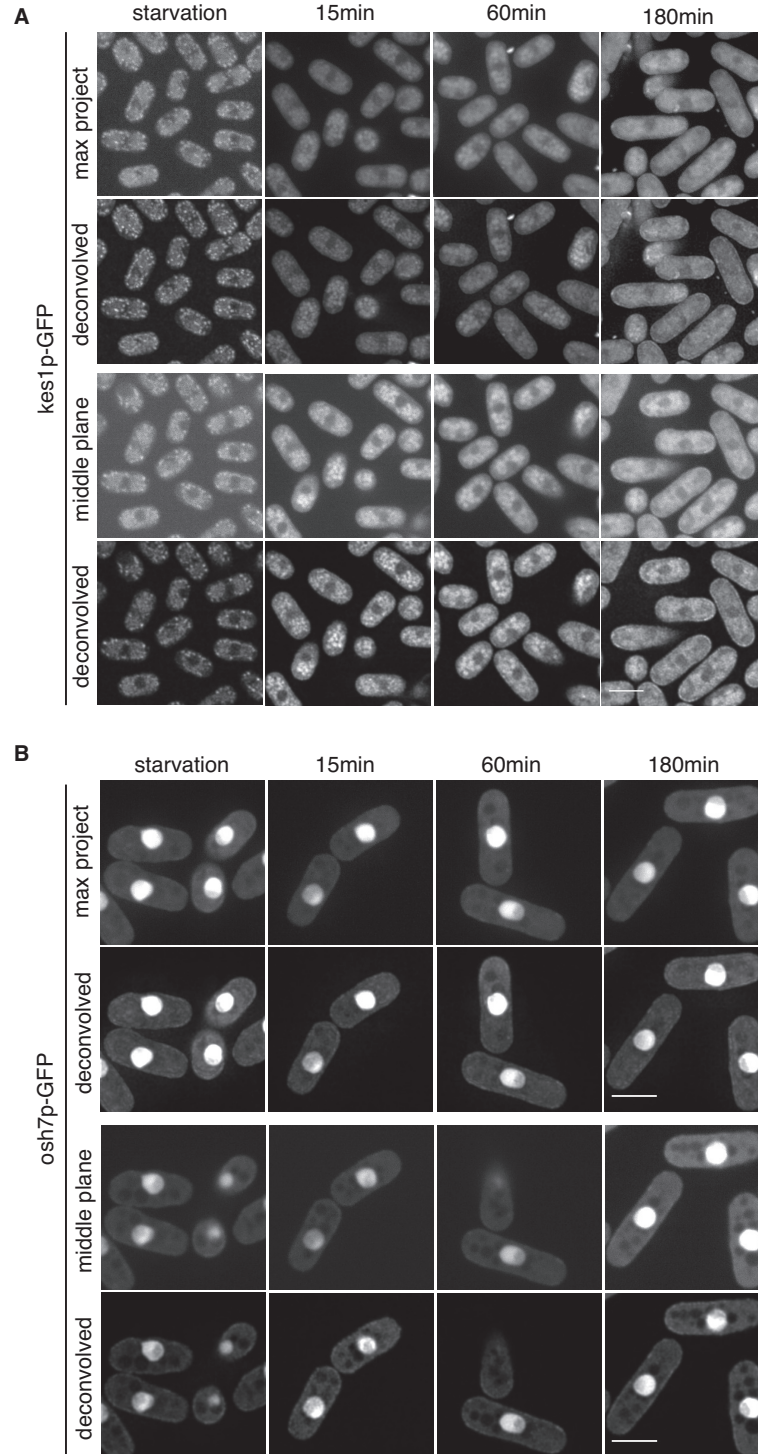 A
starvation 15min 60min 180min
kes1p-GFP
max project
deconvolved
middle plane
deconvolved
B
starvation 15min 60min 180min
osh7p-GFP
max project
deconvolved
middle plane
deconvolved